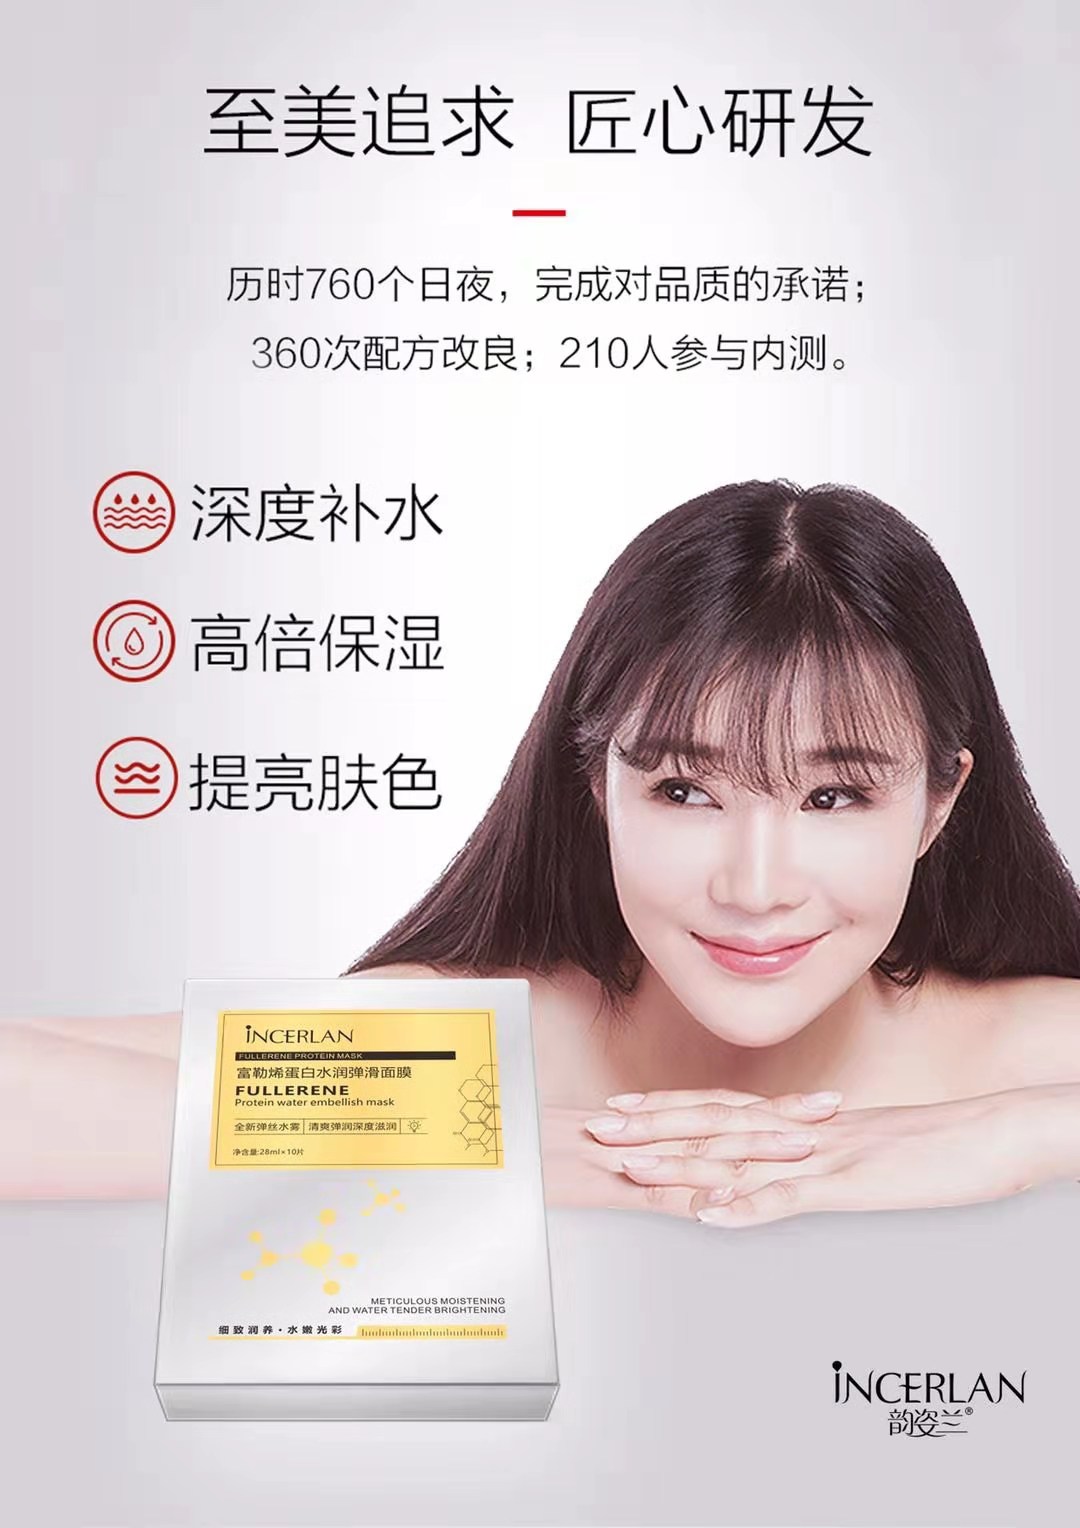 至美追求 匠心研发
历时760个日夜，完成对品质的承诺；
360次配方改良；210人参与内测。
深度补水
高倍保湿
提亮肤色
iNCERLAN
FULLERENE PROTEIN MASK
富勒烯蛋白水润弹滑面膜
FULLERENE
Protein water embellish mask
全新弹丝水雾 清爽弹润深度滋润
净含量:28ml×10片
METICULOUS MOISTENING
AND WATER TENDER BRIGHTENING
细致润养·水嫩光彩
iNCERLAN
韵姿兰®